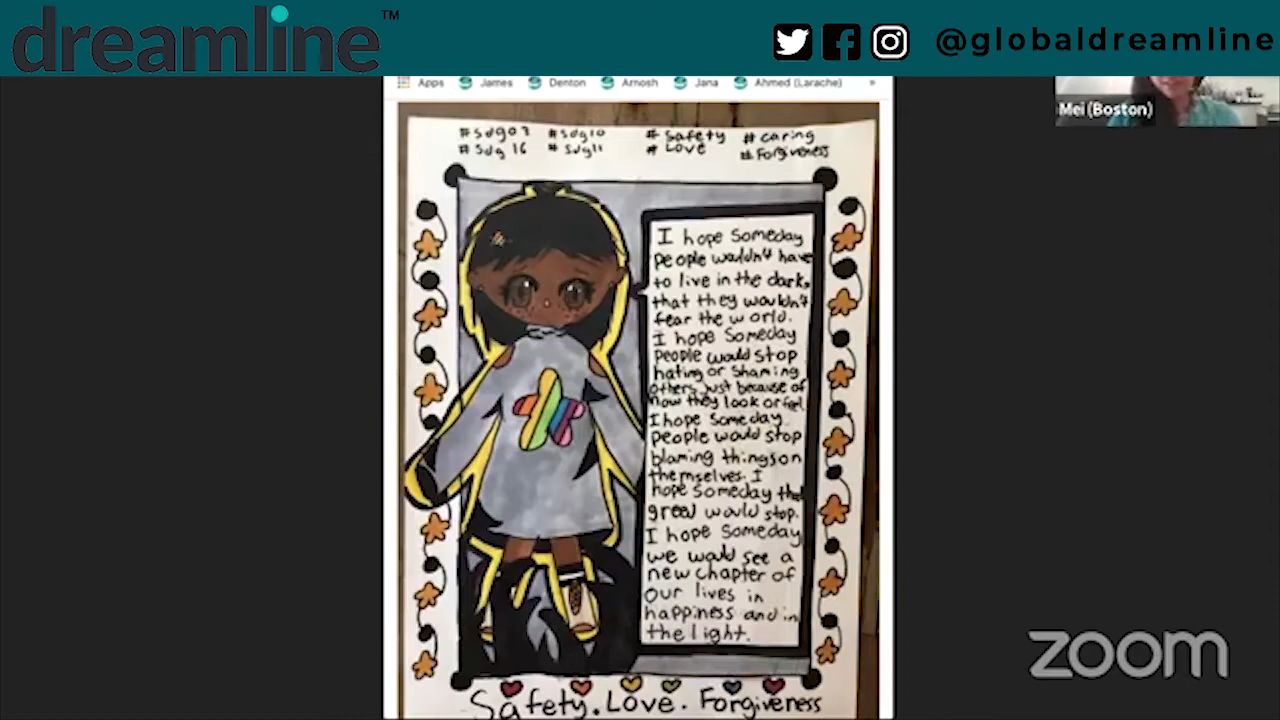 dreamline™
@globaldreamline
Apps James Denton Arnosh Jana Ahmed (Larache) »
Mei (Boston)
#Sdg03 #Sdg10 #Safety #Caring
#Sdg 16 #Sdg11 #Love #Forgiveness
I hope Someday
people wouldn't have
to live in the dark,
that they wouldn't
fear the world.
I hope Someday
people would stop
hating or Shaming
others just because of
how they look or feel
I hope Someday
people would stop
blaming things on
themselves. I
hope Someday that
greed would stop.
I hope Someday
we would see a
new chapter of
our lives in
happiness and in
the light.
Safety. Love. Forgiveness
zoom